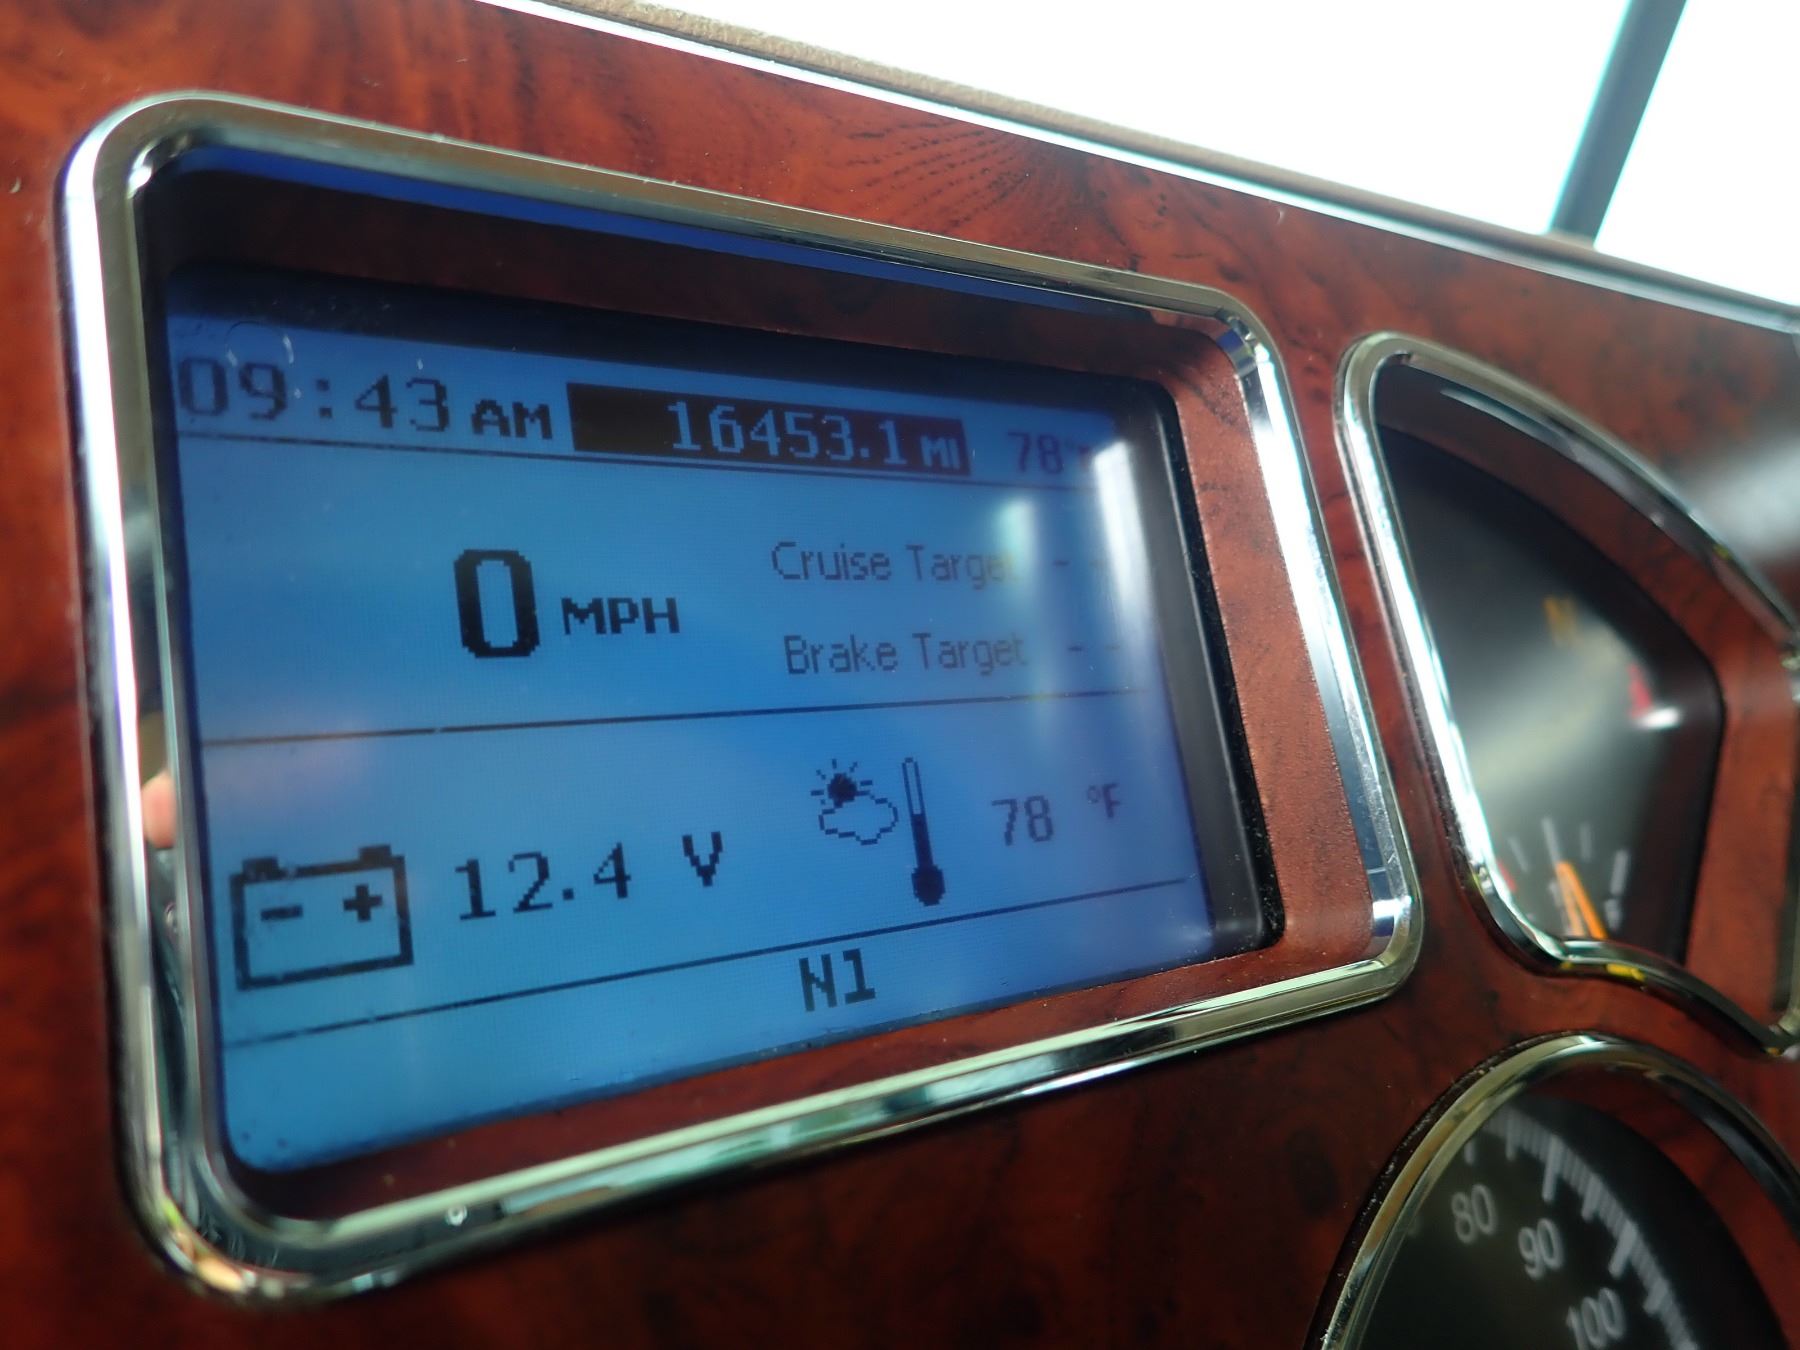 09:43 AM 16453.1 MI 78°
0 MPH
Cruise Target - -
Brake Target - -
- + 12.4 V 78 °F
N1
80
90
100